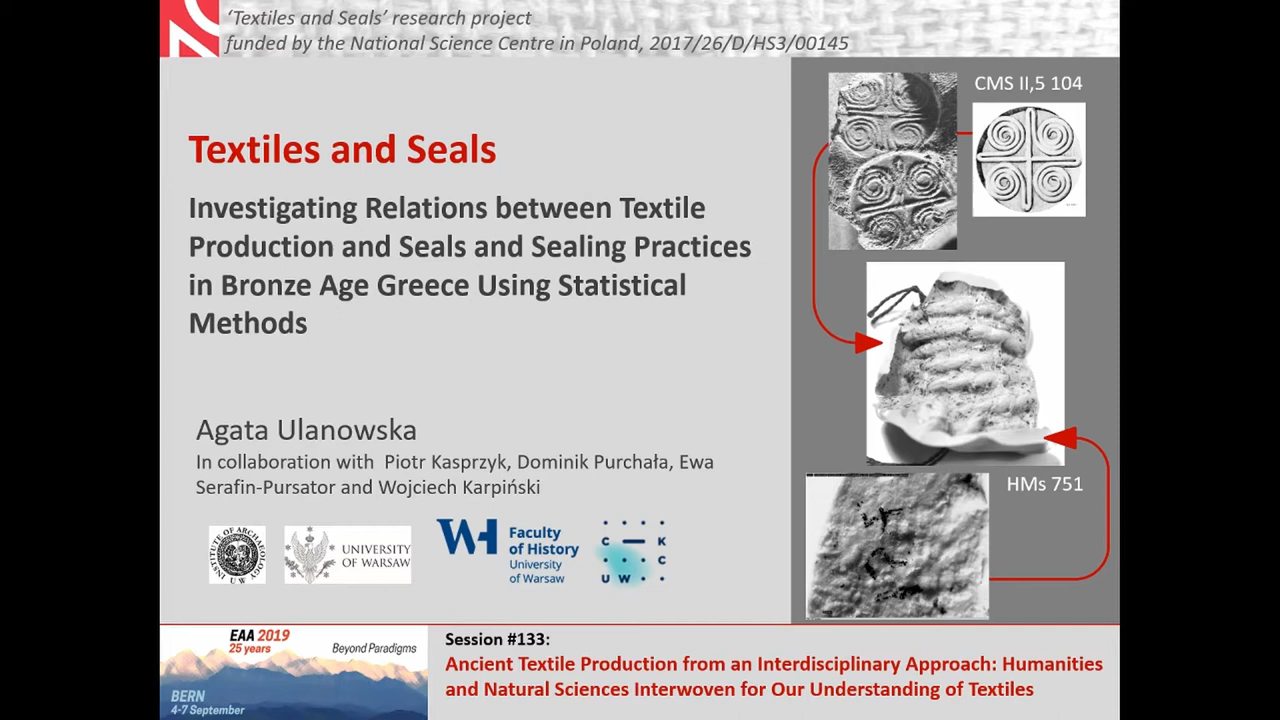 'Textiles and Seals' research project
funded by the National Science Centre in Poland, 2017/26/D/HS3/00145
CMS II,5 104
Textiles and Seals
Investigating Relations between Textile
Production and Seals and Sealing Practices
in Bronze Age Greece Using Statistical
Methods
Agata Ulanowska
In collaboration with Piotr Kasprzyk, Dominik Purchała, Ewa
Serafin-Pursator and Wojciech Karpiński
HMs 751
INSTITUTE OF ARCHAEOLOGY UW
UNIVERSITY
OF WARSAW
WH
Faculty
of History
University
of Warsaw
C K
C
U W
EAA 2019
25 years
Beyond Paradigms
BERN
4-7 September
Session #133:
Ancient Textile Production from an Interdisciplinary Approach: Humanities
and Natural Sciences Interwoven for Our Understanding of Textiles